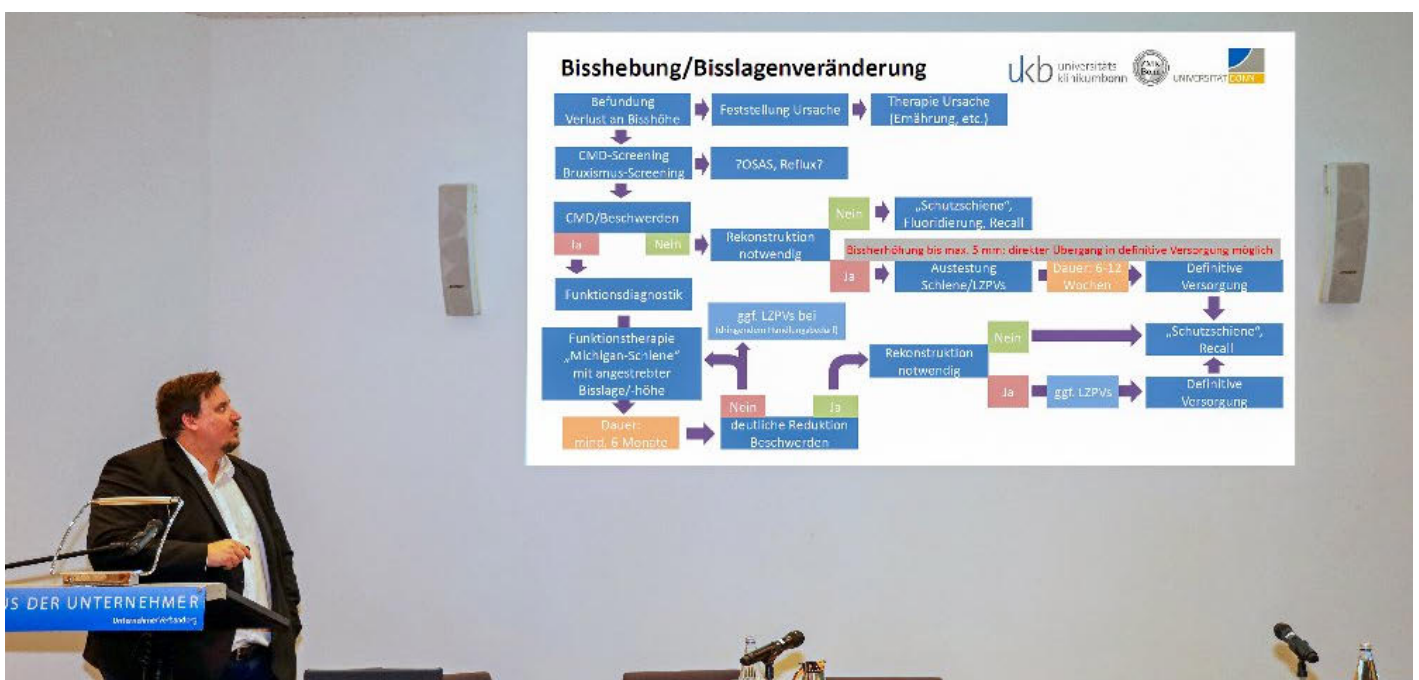 Bisshebung/Bisslagenveränderung
ukb universitäts
klinikumbonn
UNIVERSITÄT BONN
Befundung
Verlust an Bisshöhe
Feststellung Ursache
Therapie Ursache
(Ernährung, etc.)
CMD-Screening
Bruxismus-Screening
?OSAS, Reflux?
CMD/Beschwerden
Ja
Nein
Rekonstruktion
notwendig
Nein
„Schutzschiene“,
Fluoridierung, Recall
Bisserhöhung bis max. 5 mm: direkter Übergang in definitive Versorgung möglich
Ja
Austestung
Schiene/LZPVs
Dauer: 6-12
Wochen
Definitive
Versorgung
Funktionsdiagnostik
ggf. LZPVs bei
(dringendem Handlungsbedarf)
Funktionstherapie
„Michigan-Schiene“
mit angestrebter
Bisslage/-höhe
Dauer:
mind. 6 Monate
Nein
Ja
deutliche Reduktion
Beschwerden
Rekonstruktion
notwendig
Nein
„Schutzschiene“,
Recall
Ja
ggf. LZPVs
Definitive
Versorgung
US DER UNTERNEHMER